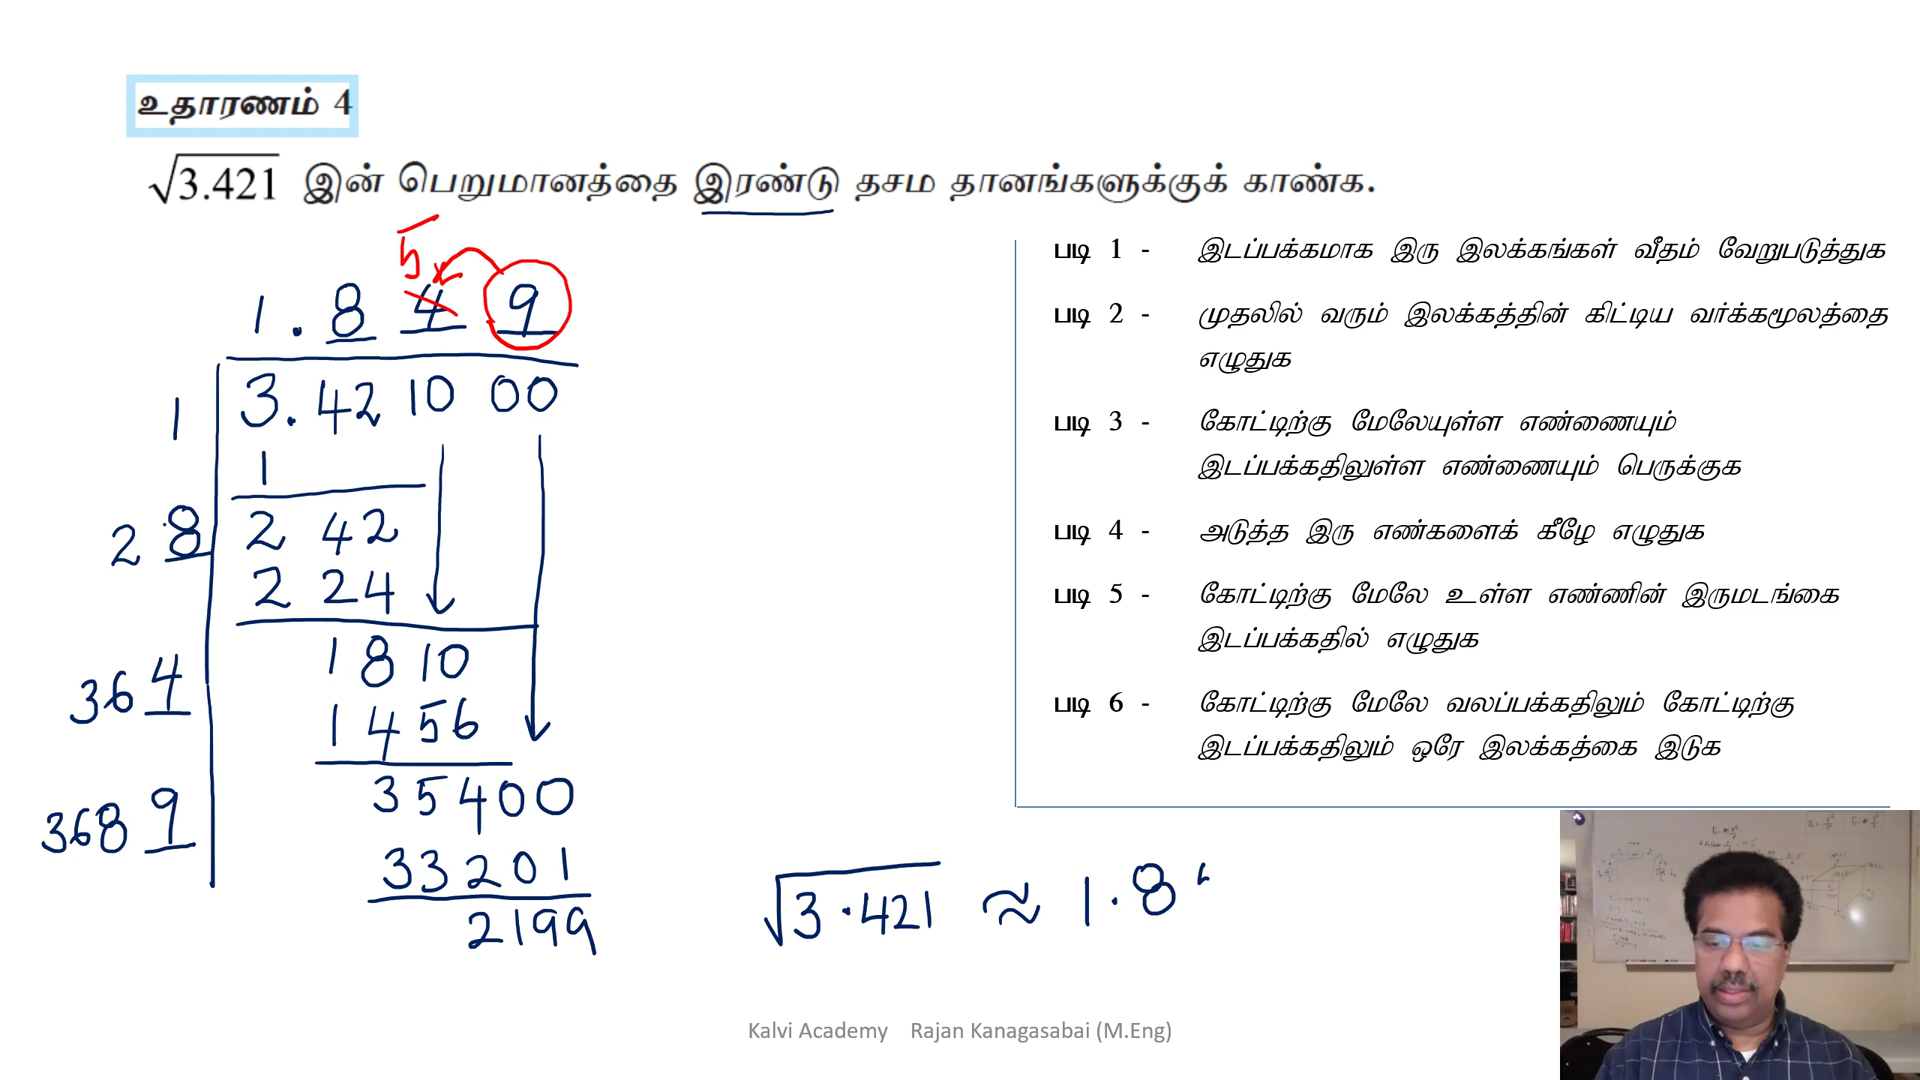 உதாரணம் 4
√3.421 இன் பெறுமானத்தை இரண்டு தசம தானங்களுக்குக் காண்க.
5
1.849
1 3.42 10 00
1
28 2 42
2 24
364 18 10
1456
3689 35400
33201
2199
√3.421 ≈ 1.8
படி 1 - இடப்பக்கமாக இரு இலக்கங்கள் வீதம் வேறுபடுத்துக
படி 2 - முதலில் வரும் இலக்கத்தின் கிட்டிய வர்க்கமூலத்தை
எழுதுக
படி 3 - கோட்டிற்கு மேலேயுள்ள எண்ணையும்
இடப்பக்கதிலுள்ள எண்ணையும் பெருக்குக
படி 4 - அடுத்த இரு எண்களைக் கீழே எழுதுக
படி 5 - கோட்டிற்கு மேலே உள்ள எண்ணின் இருமடங்கை
இடப்பக்கதில் எழுதுக
படி 6 - கோட்டிற்கு மேலே வலப்பக்கதிலும் கோட்டிற்கு
இடப்பக்கதிலும் ஒரே இலக்கத்கை இடுக
Kalvi Academy Rajan Kanagasabai (M.Eng)